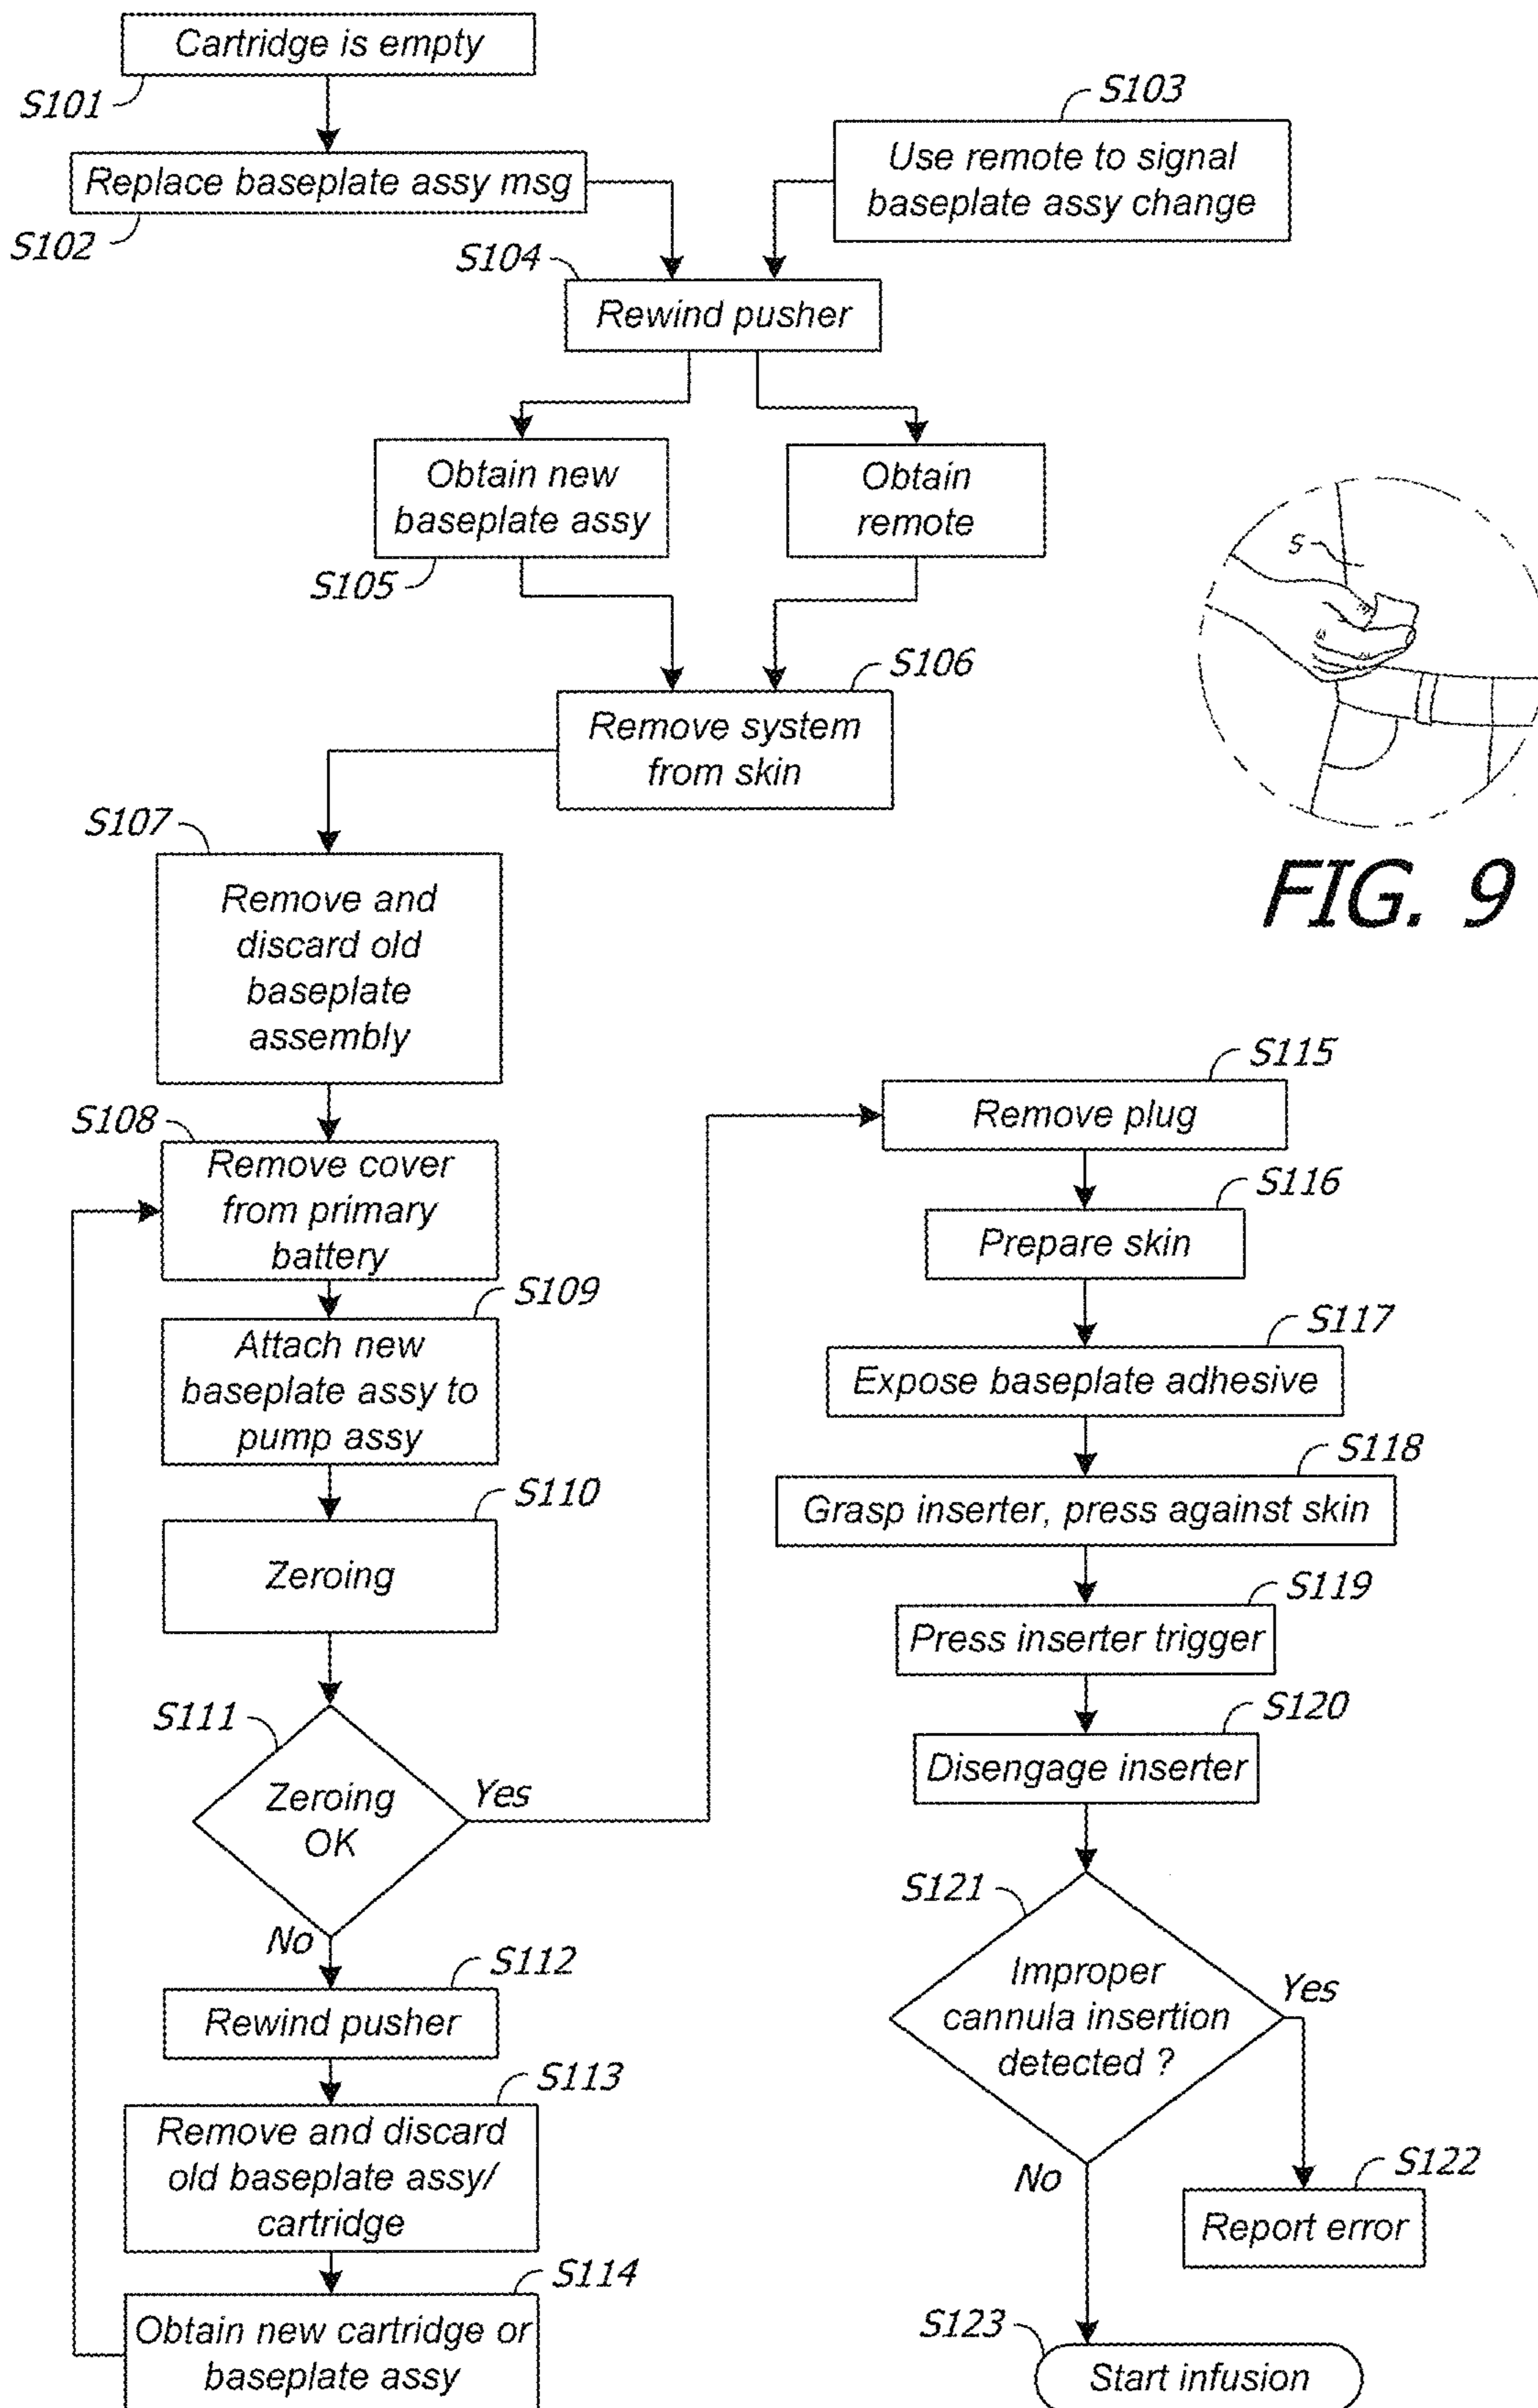 Cartridge is empty
S101
Replace baseplate assy msg
S102
S103
Use remote to signal
baseplate assy change
S104
Rewind pusher
Obtain new
baseplate assy
S105
Obtain
remote
S106
Remove system
from skin
S
FIG. 9
S107
Remove and
discard old
baseplate
assembly
S108
Remove cover
from primary
battery
S109
Attach new
baseplate assy to
pump assy
S110
Zeroing
S111
Zeroing
OK
Yes
No
S112
Rewind pusher
S113
Remove and discard
old baseplate assy/
cartridge
S114
Obtain new cartridge or
baseplate assy
S115
Remove plug
S116
Prepare skin
S117
Expose baseplate adhesive
S118
Grasp inserter, press against skin
S119
Press inserter trigger
S120
Disengage inserter
S121
Improper
cannula insertion
detected ?
Yes
No
S122
Report error
S123
Start infusion